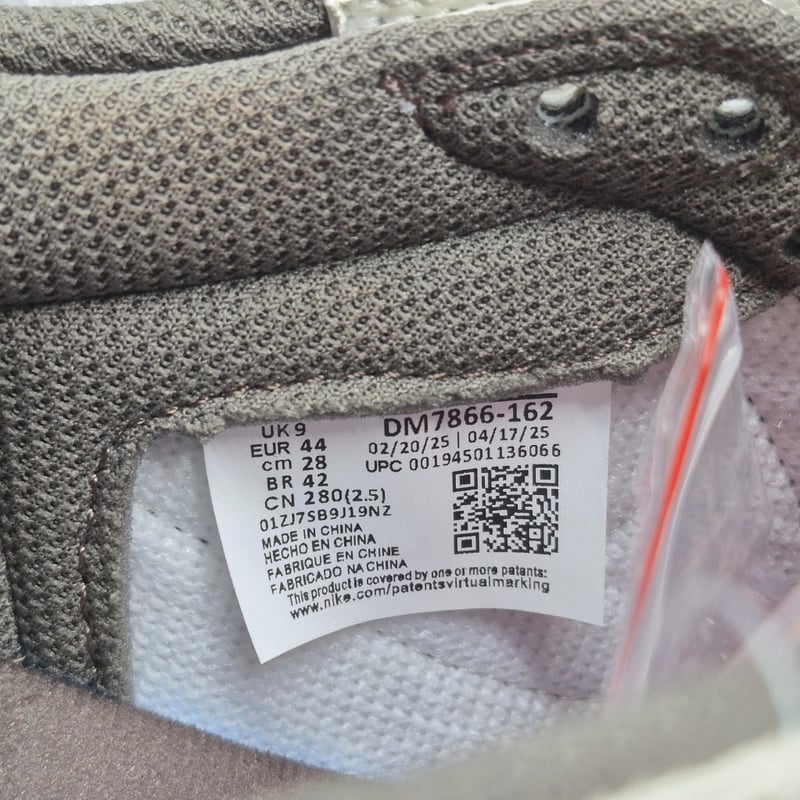 UK 9
EUR 44
cm 28
BR 42
CN 280(2.5)
01ZJ7SB9J19NZ
DM7866-162
02/20/25 | 04/17/25
UPC 00194501136066
MADE IN CHINA
HECHO EN CHINA
FABRIQUE EN CHINE
FABRICADO NA CHINA
This product is covered by one or more patents:
www.nike.com/patentsvirtualmarking